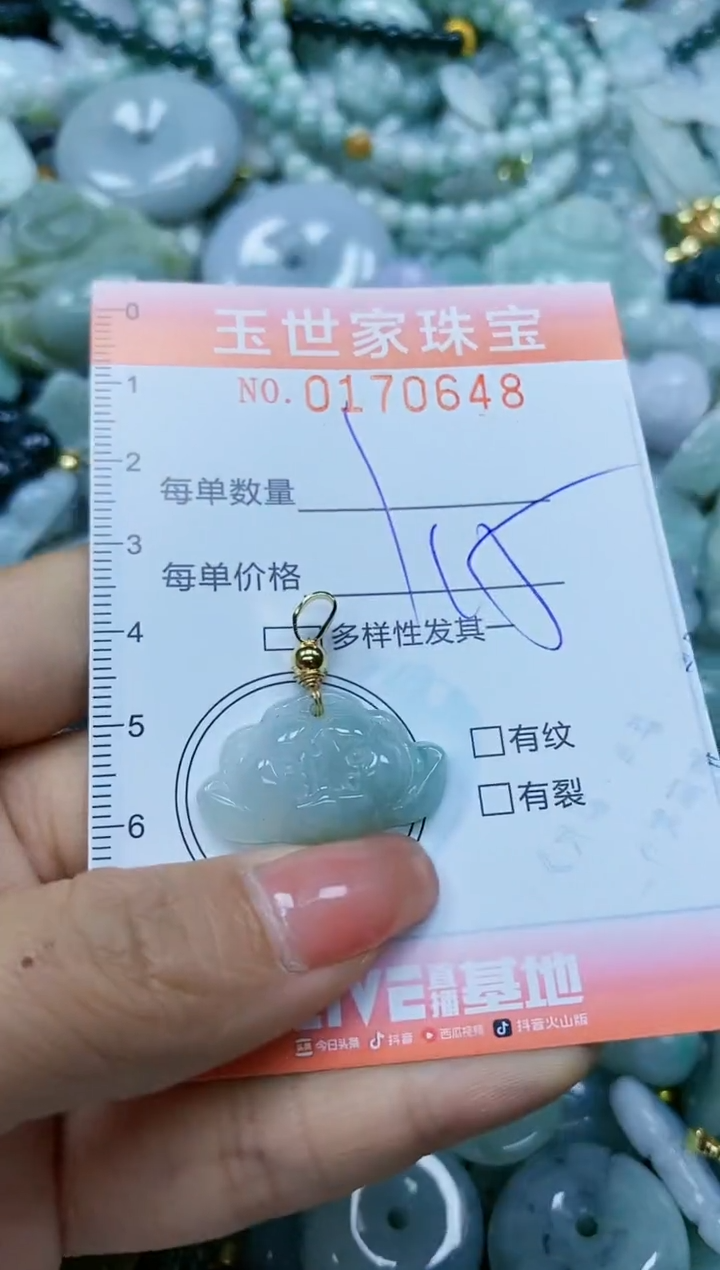 0
玉世家珠宝
1
NO. 0170648
2
每单数量
3
每单价格
4
多样性发其一
5
有纹
有裂
6
LIVE直播基地
今日头条 抖音 西瓜视频 抖音火山版